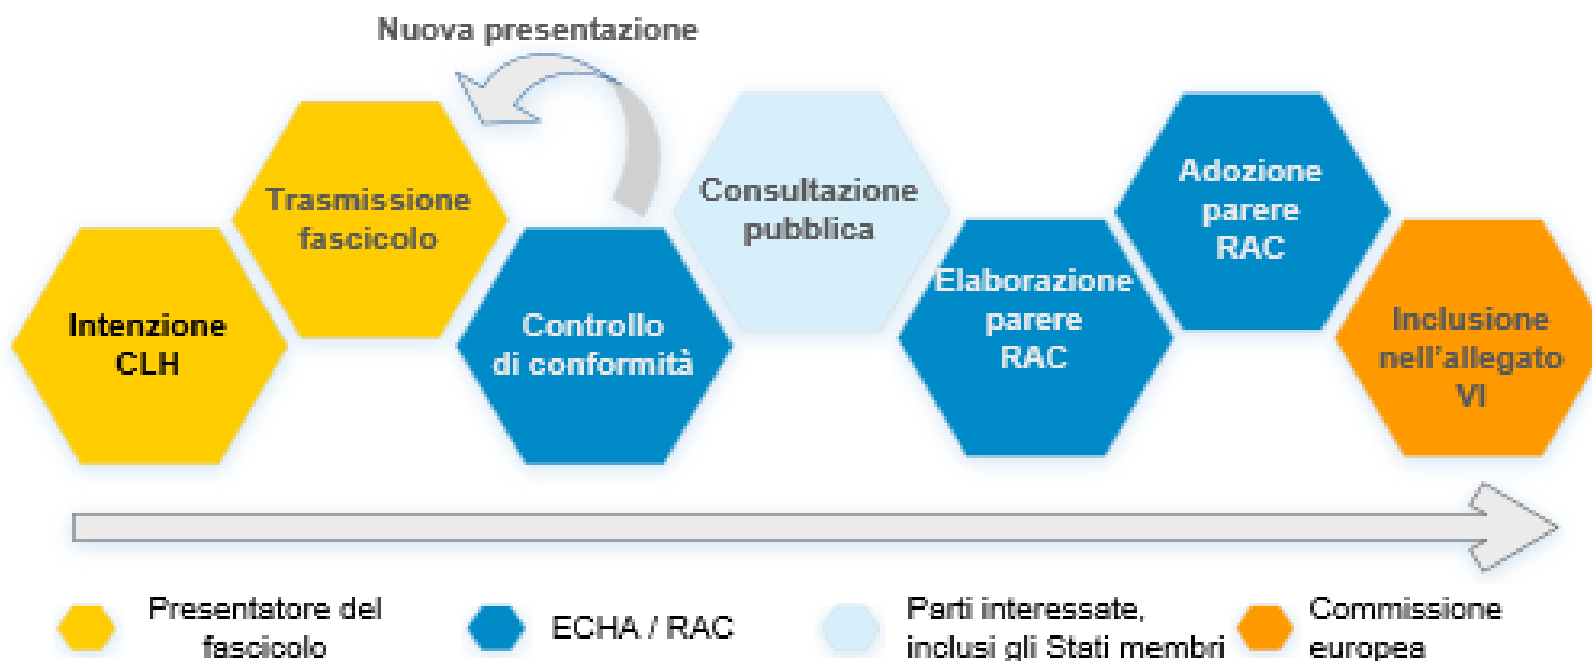 Nuova presentazione
Intenzione
CLH
Trasmissione
fascicolo
Controllo
di conformità
Consultazione
pubblica
Elaborazione
parere
RAC
Adozione
parere
RAC
Inclusione
nell'allegato
VI
Presentatore del
fascicolo
ECHA / RAC
Parti interessate,
inclusi gli Stati membri
Commissione
europea